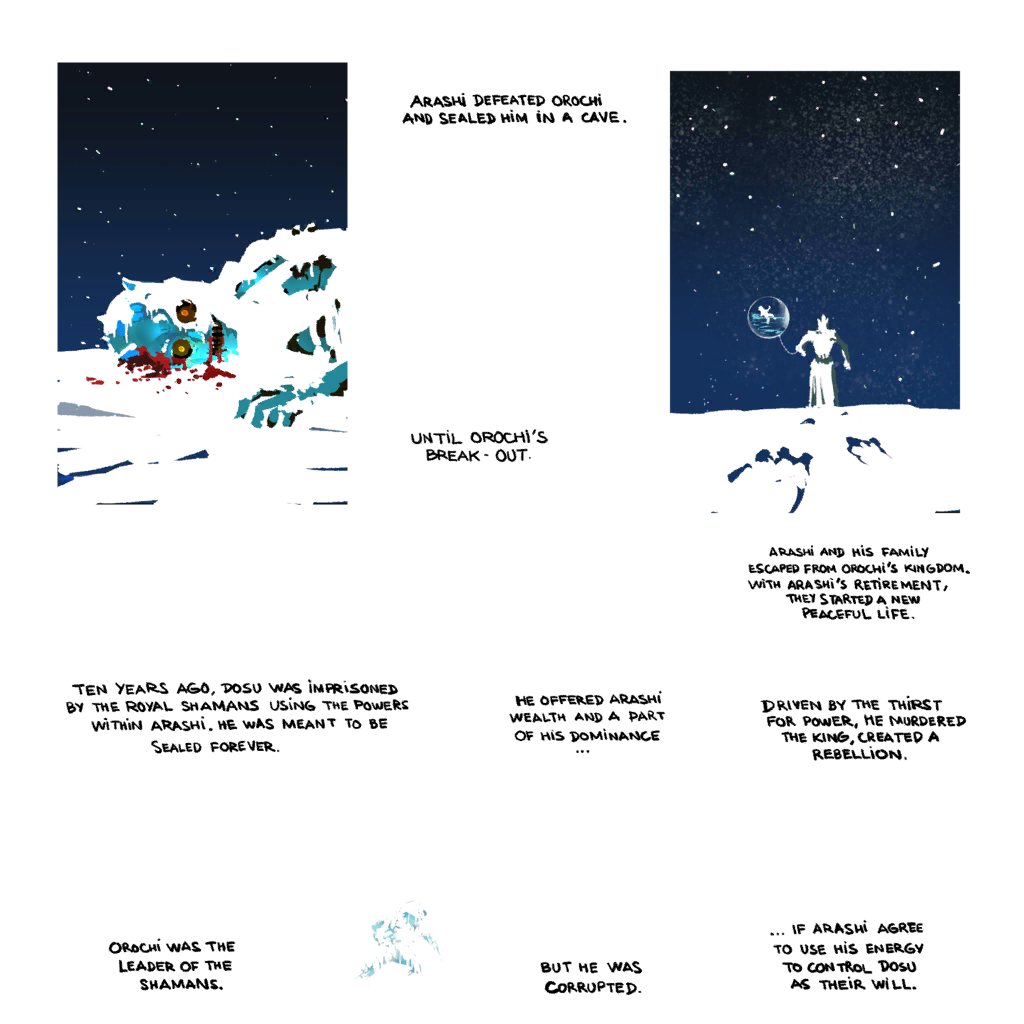 ARASHI DEFEATED OROCHI
AND SEALED HIM IN A CAVE.
UNTIL OROCHI'S
BREAK-OUT.
ARASHI AND HIS FAMILY
ESCAPED FROM OROCHI'S KINGDOM.
WITH ARASHI'S RETIREMENT,
THEY STARTED A NEW
PEACEFUL LIFE.
TEN YEARS AGO, DOSU WAS IMPRISONED
BY THE ROYAL SHAMANS USING THE POWERS
WITHIN ARASHI. HE WAS MEANT TO BE
SEALED FOREVER.
HE OFFERED ARASHI
WEALTH AND A PART
OF HIS DOMINANCE
...
DRIVEN BY THE THIRST
FOR POWER, HE MURDERED
THE KING, CREATED A
REBELLION.
OROCHI WAS THE
LEADER OF THE
SHAMANS.
BUT HE WAS
CORRUPTED.
... IF ARASHI AGREE
TO USE HIS ENERGY
TO CONTROL DOSU
AS THEIR WILL.